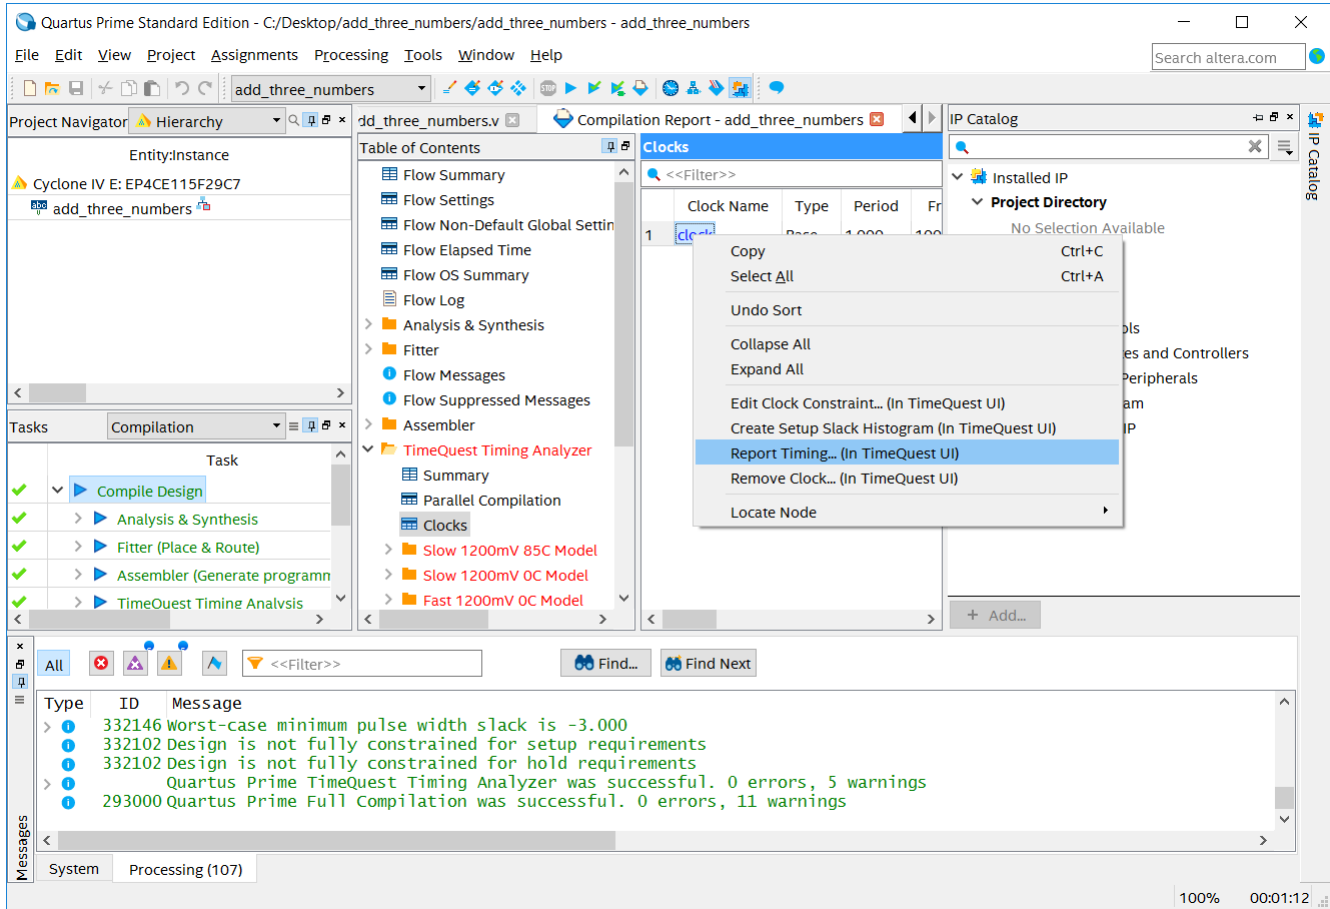 Quartus Prime Standard Edition - C:/Desktop/add_three_numbers/add_three_numbers - add_three_numbers
File Edit View Project Assignments Processing Tools Window Help
Search altera.com
add_three_numbers
Project Navigator Hierarchy
Entity:Instance
Cyclone IV E: EP4CE115F29C7
add_three_numbers
Tasks Compilation
Task
Compile Design
Analysis & Synthesis
Fitter (Place & Route)
Assembler (Generate programm
TimeQuest Timing Analysis
dd_three_numbers.v
Compilation Report - add_three_numbers
Table of Contents
Flow Summary
Flow Settings
Flow Non-Default Global Settin
Flow Elapsed Time
Flow OS Summary
Flow Log
Analysis & Synthesis
Fitter
Flow Messages
Flow Suppressed Messages
Assembler
TimeQuest Timing Analyzer
Summary
Parallel Compilation
Clocks
Slow 1200mV 85C Model
Slow 1200mV 0C Model
Fast 1200mV 0C Model
Clocks
<<Filter>>
Clock Name Type Period Fr
1 clock Base 1.000 100
Copy Ctrl+C
Select All Ctrl+A
Undo Sort
Collapse All
Expand All
Edit Clock Constraint... (In TimeQuest UI)
Create Setup Slack Histogram (In TimeQuest UI)
Report Timing... (In TimeQuest UI)
Remove Clock... (In TimeQuest UI)
Locate Node
IP Catalog
Installed IP
Project Directory
No Selection Available
ols
es and Controllers
Peripherals
am
IP
+ Add...
IP Catalog
All
<<Filter>>
Find...
Find Next
Type ID Message
332146 Worst-case minimum pulse width slack is -3.000
332102 Design is not fully constrained for setup requirements
332102 Design is not fully constrained for hold requirements
Quartus Prime TimeQuest Timing Analyzer was successful. 0 errors, 5 warnings
293000 Quartus Prime Full Compilation was successful. 0 errors, 11 warnings
Messages
System Processing (107)
100% 00:01:12